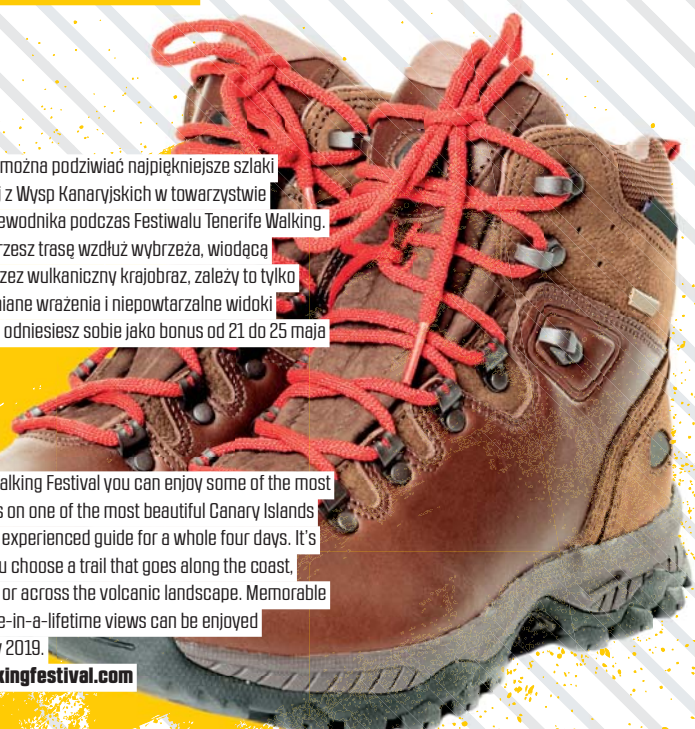 można podziwiać najpiękniejsze szlaki
i z Wysp Kanaryjskich w towarzystwie
ewodnika podczas Festiwalu Tenerife Walking.
rzesz trasę wzdłuż wybrzeża, wiodącą
zez wulkaniczny krajobraz, zależy to tylko
niane wrażenia i niepowtarzalne widoki
odniesiesz sobie jako bonus od 21 do 25 maja
alking Festival you can enjoy some of the most
s on one of the most beautiful Canary Islands
experienced guide for a whole four days. It's
u choose a trail that goes along the coast,
or across the volcanic landscape. Memorable
e-in-a-lifetime views can be enjoyed
y 2019.
kingfestival.com